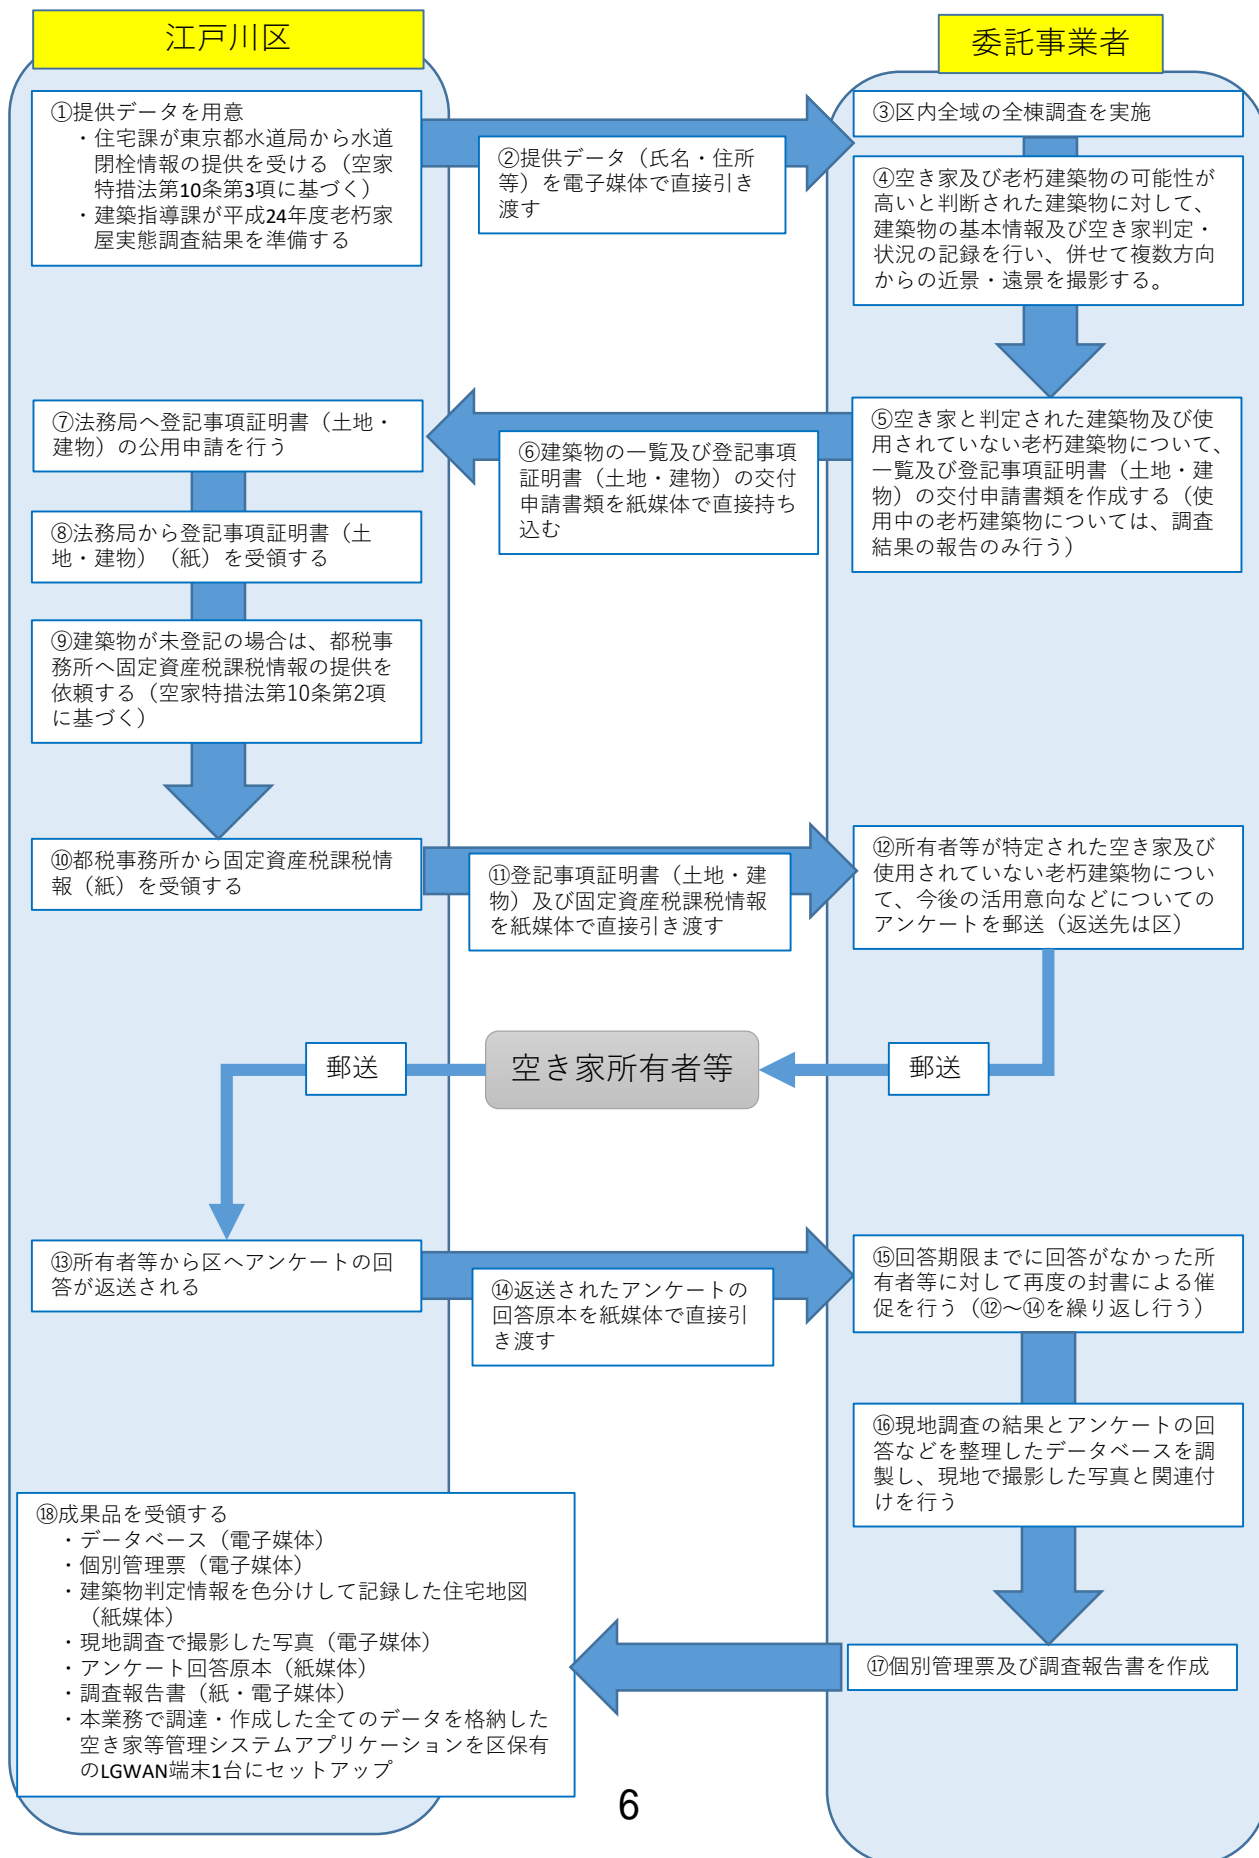 江戸川区
委託事業者
①提供データを用意
・住宅課が東京都水道局から水道
閉栓情報の提供を受ける（空家
特措法第10条第3項に基づく）
・建築指導課が平成24年度老朽家
屋実態調査結果を準備する
②提供データ（氏名・住所
等）を電子媒体で直接引き
渡す
③区内全域の全棟調査を実施
④空き家及び老朽建築物の可能性が
高いと判断された建築物に対して、
建築物の基本情報及び空き家判定・
状況の記録を行い、併せて複数方向
からの近景・遠景を撮影する。
⑤空き家と判定された建築物及び使
用されていない老朽建築物について、
一覧及び登記事項証明書（土地・建
物）の交付申請書類を作成する（使
用中の老朽建築物については、調査
結果の報告のみ行う）
⑥建築物の一覧及び登記事項
証明書（土地・建物）の交付
申請書類を紙媒体で直接持ち
込む
⑦法務局へ登記事項証明書（土地・
建物）の公用申請を行う
⑧法務局から登記事項証明書（土
地・建物）（紙）を受領する
⑨建築物が未登記の場合は、都税事
務所へ固定資産税課税情報の提供を
依頼する（空家特措法第10条第2項
に基づく）
⑩都税事務所から固定資産税課税情
報（紙）を受領する
⑪登記事項証明書（土地・建
物）及び固定資産税課税情報
を紙媒体で直接引き渡す
⑫所有者等が特定された空き家及び
使用されていない老朽建築物につい
て、今後の活用意向などについての
アンケートを郵送（返送先は区）
郵送
空き家所有者等
郵送
⑬所有者等から区へアンケートの回
答が返送される
⑭返送されたアンケートの
回答原本を紙媒体で直接引
き渡す
⑮回答期限までに回答がなかった所
有者等に対して再度の封書による催
促を行う（⑫～⑭を繰り返し行う）
⑯現地調査の結果とアンケートの回
答などを整理したデータベースを調
製し、現地で撮影した写真と関連付
けを行う
⑰個別管理票及び調査報告書を作成
⑱成果品を受領する
・データベース（電子媒体）
・個別管理票（電子媒体）
・建築物判定情報を色分けして記録した住宅地図
（紙媒体）
・現地調査で撮影した写真（電子媒体）
・アンケート回答原本（紙媒体）
・調査報告書（紙・電子媒体）
・本業務で調達・作成した全てのデータを格納した
空き家等管理システムアプリケーションを区保有
のLGWAN端末1台にセットアップ
6